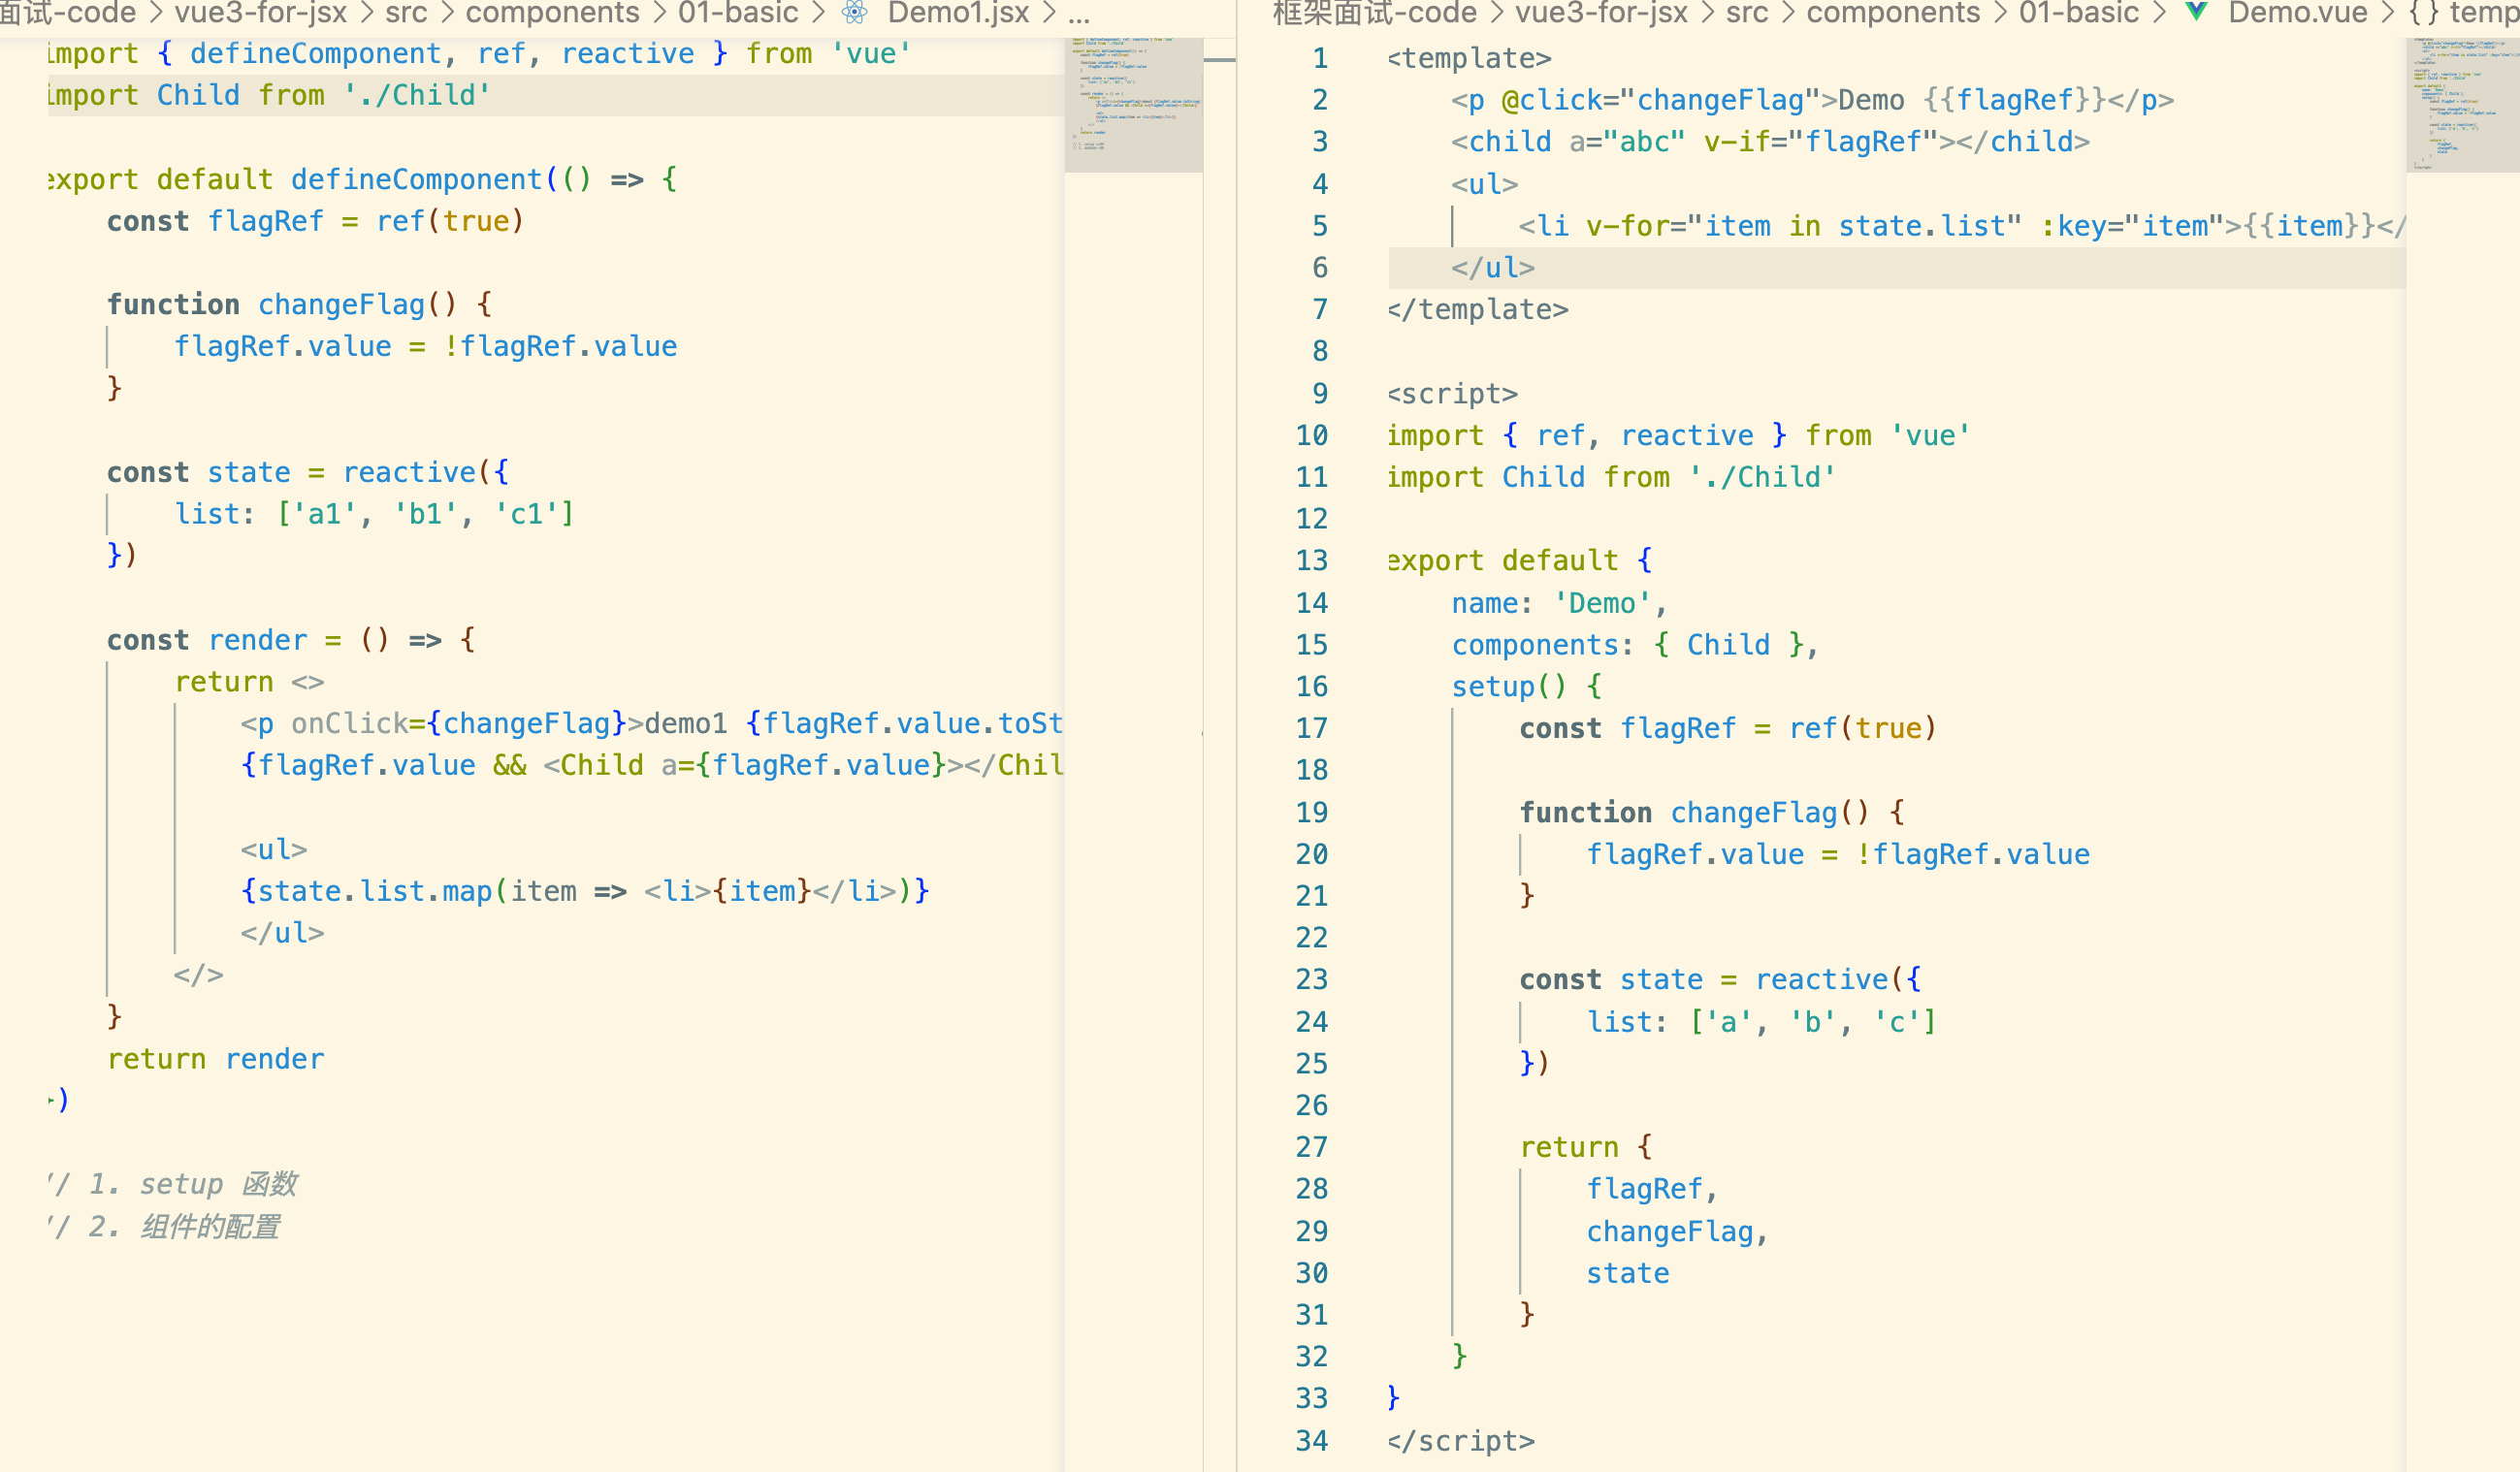 面试-code > vue3-for-jsx > src > components > 01-basic > Demo1.jsx > ...
import { defineComponent, ref, reactive } from 'vue'
import Child from './Child'
export default defineComponent(() => {
const flagRef = ref(true)
function changeFlag() {
flagRef.value = !flagRef.value
}
const state = reactive({
list: ['a1', 'b1', 'c1']
})
const render = () => {
return <>
<p onClick={changeFlag}>demo1 {flagRef.value.toSt
{flagRef.value && <Child a={flagRef.value}></Chil
<ul>
{state.list.map(item => <li>{item}</li>)}
</ul>
</>
}
return render
})
// 1. setup 函数
// 2. 组件的配置
框架面试-code > vue3-for-jsx > src > components > 01-basic > Demo.vue > {} temp
1 <template>
2 <p @click="changeFlag">Demo {{flagRef}}</p>
3 <child a="abc" v-if="flagRef"></child>
4 <ul>
5 <li v-for="item in state.list" :key="item">{{item}}</
6 </ul>
7 </template>
8
9 <script>
10 import { ref, reactive } from 'vue'
11 import Child from './Child'
12
13 export default {
14 name: 'Demo',
15 components: { Child },
16 setup() {
17 const flagRef = ref(true)
18
19 function changeFlag() {
20 flagRef.value = !flagRef.value
21 }
22
23 const state = reactive({
24 list: ['a', 'b', 'c']
25 })
26
27 return {
28 flagRef,
29 changeFlag,
30 state
31 }
32 }
33 }
34 </script>